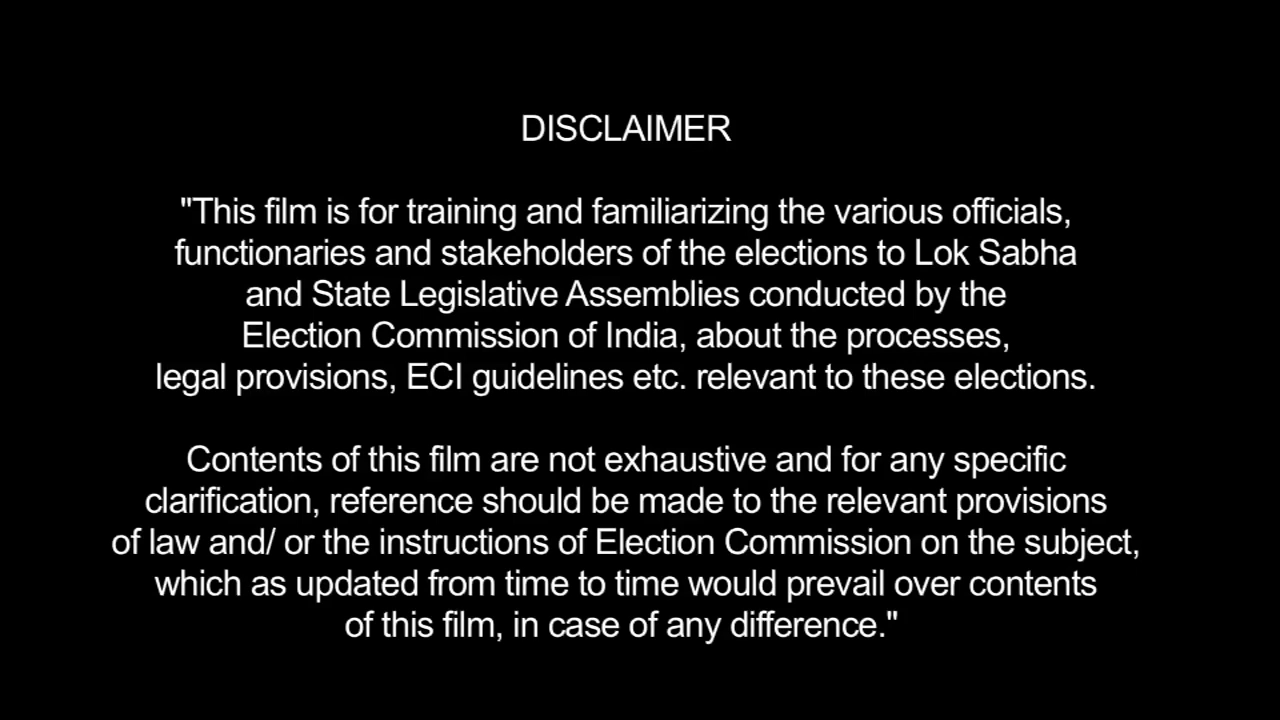 DISCLAIMER
"This film is for training and familiarizing the various officials,
functionaries and stakeholders of the elections to Lok Sabha
and State Legislative Assemblies conducted by the
Election Commission of India, about the processes,
legal provisions, ECI guidelines etc. relevant to these elections.
Contents of this film are not exhaustive and for any specific
clarification, reference should be made to the relevant provisions
of law and/ or the instructions of Election Commission on the subject,
which as updated from time to time would prevail over contents
of this film, in case of any difference."